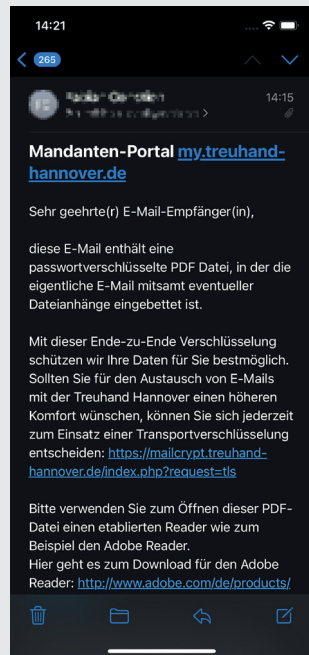 14:21
265
14:15
Mandanten-Portal my.treuhand-
hannover.de
Sehr geehrte(r) E-Mail-Empfänger(in),
diese E-Mail enthält eine
passwortverschlüsselte PDF Datei, in der die
eigentliche E-Mail mitsamt eventueller
Dateianhänge eingebettet ist.
Mit dieser Ende-zu-Ende Verschlüsselung
schützen wir Ihre Daten für Sie bestmöglich.
Sollten Sie für den Austausch von E-Mails
mit der Treuhand Hannover einen höheren
Komfort wünschen, können Sie sich jederzeit
zum Einsatz einer Transportverschlüsselung
entscheiden: https://mailcrypt.treuhand-
hannover.de/index.php?request=tls
Bitte verwenden Sie zum Öffnen dieser PDF-
Datei einen etablierten Reader wie zum
Beispiel den Adobe Reader.
Hier geht es zum Download für den Adobe
Reader: http://www.adobe.com/de/products/